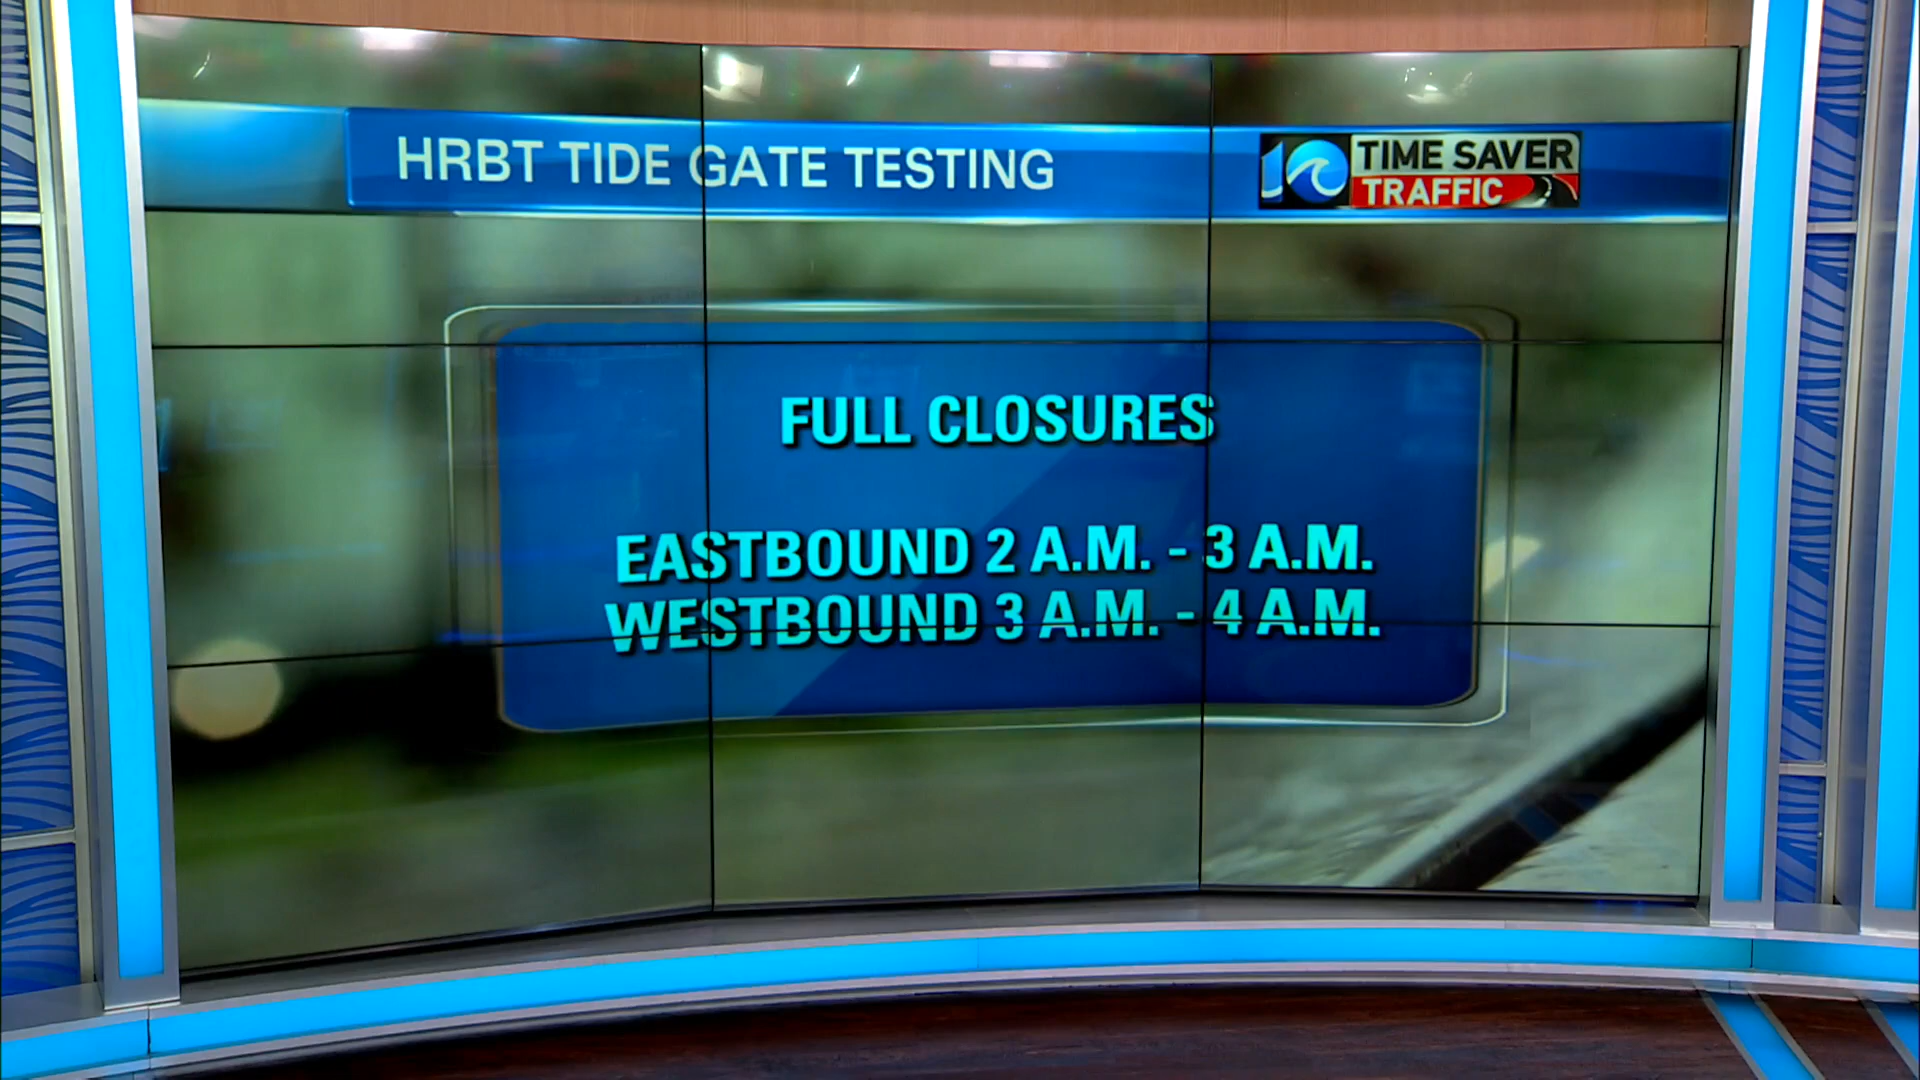 HRBT TIDE GATE TESTING
10 TIME SAVER
TRAFFIC
FULL CLOSURES
EASTBOUND 2 A.M. - 3 A.M.
WESTBOUND 3 A.M. - 4 A.M.